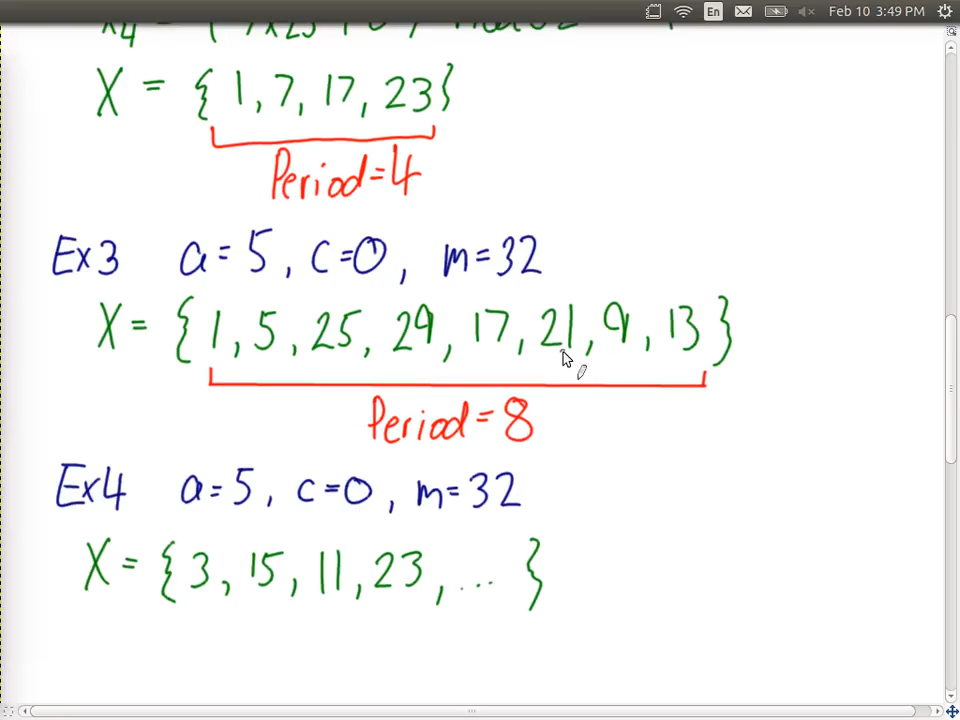 En Feb 10 3:49 PM
X = {1, 7, 17, 23}
Period=4
Ex3 a=5, c=0, m=32
X = {1, 5, 25, 29, 17, 21, 9, 13}
Period=8
Ex4 a=5, c=0, m=32
X = {3, 15, 11, 23, ... }